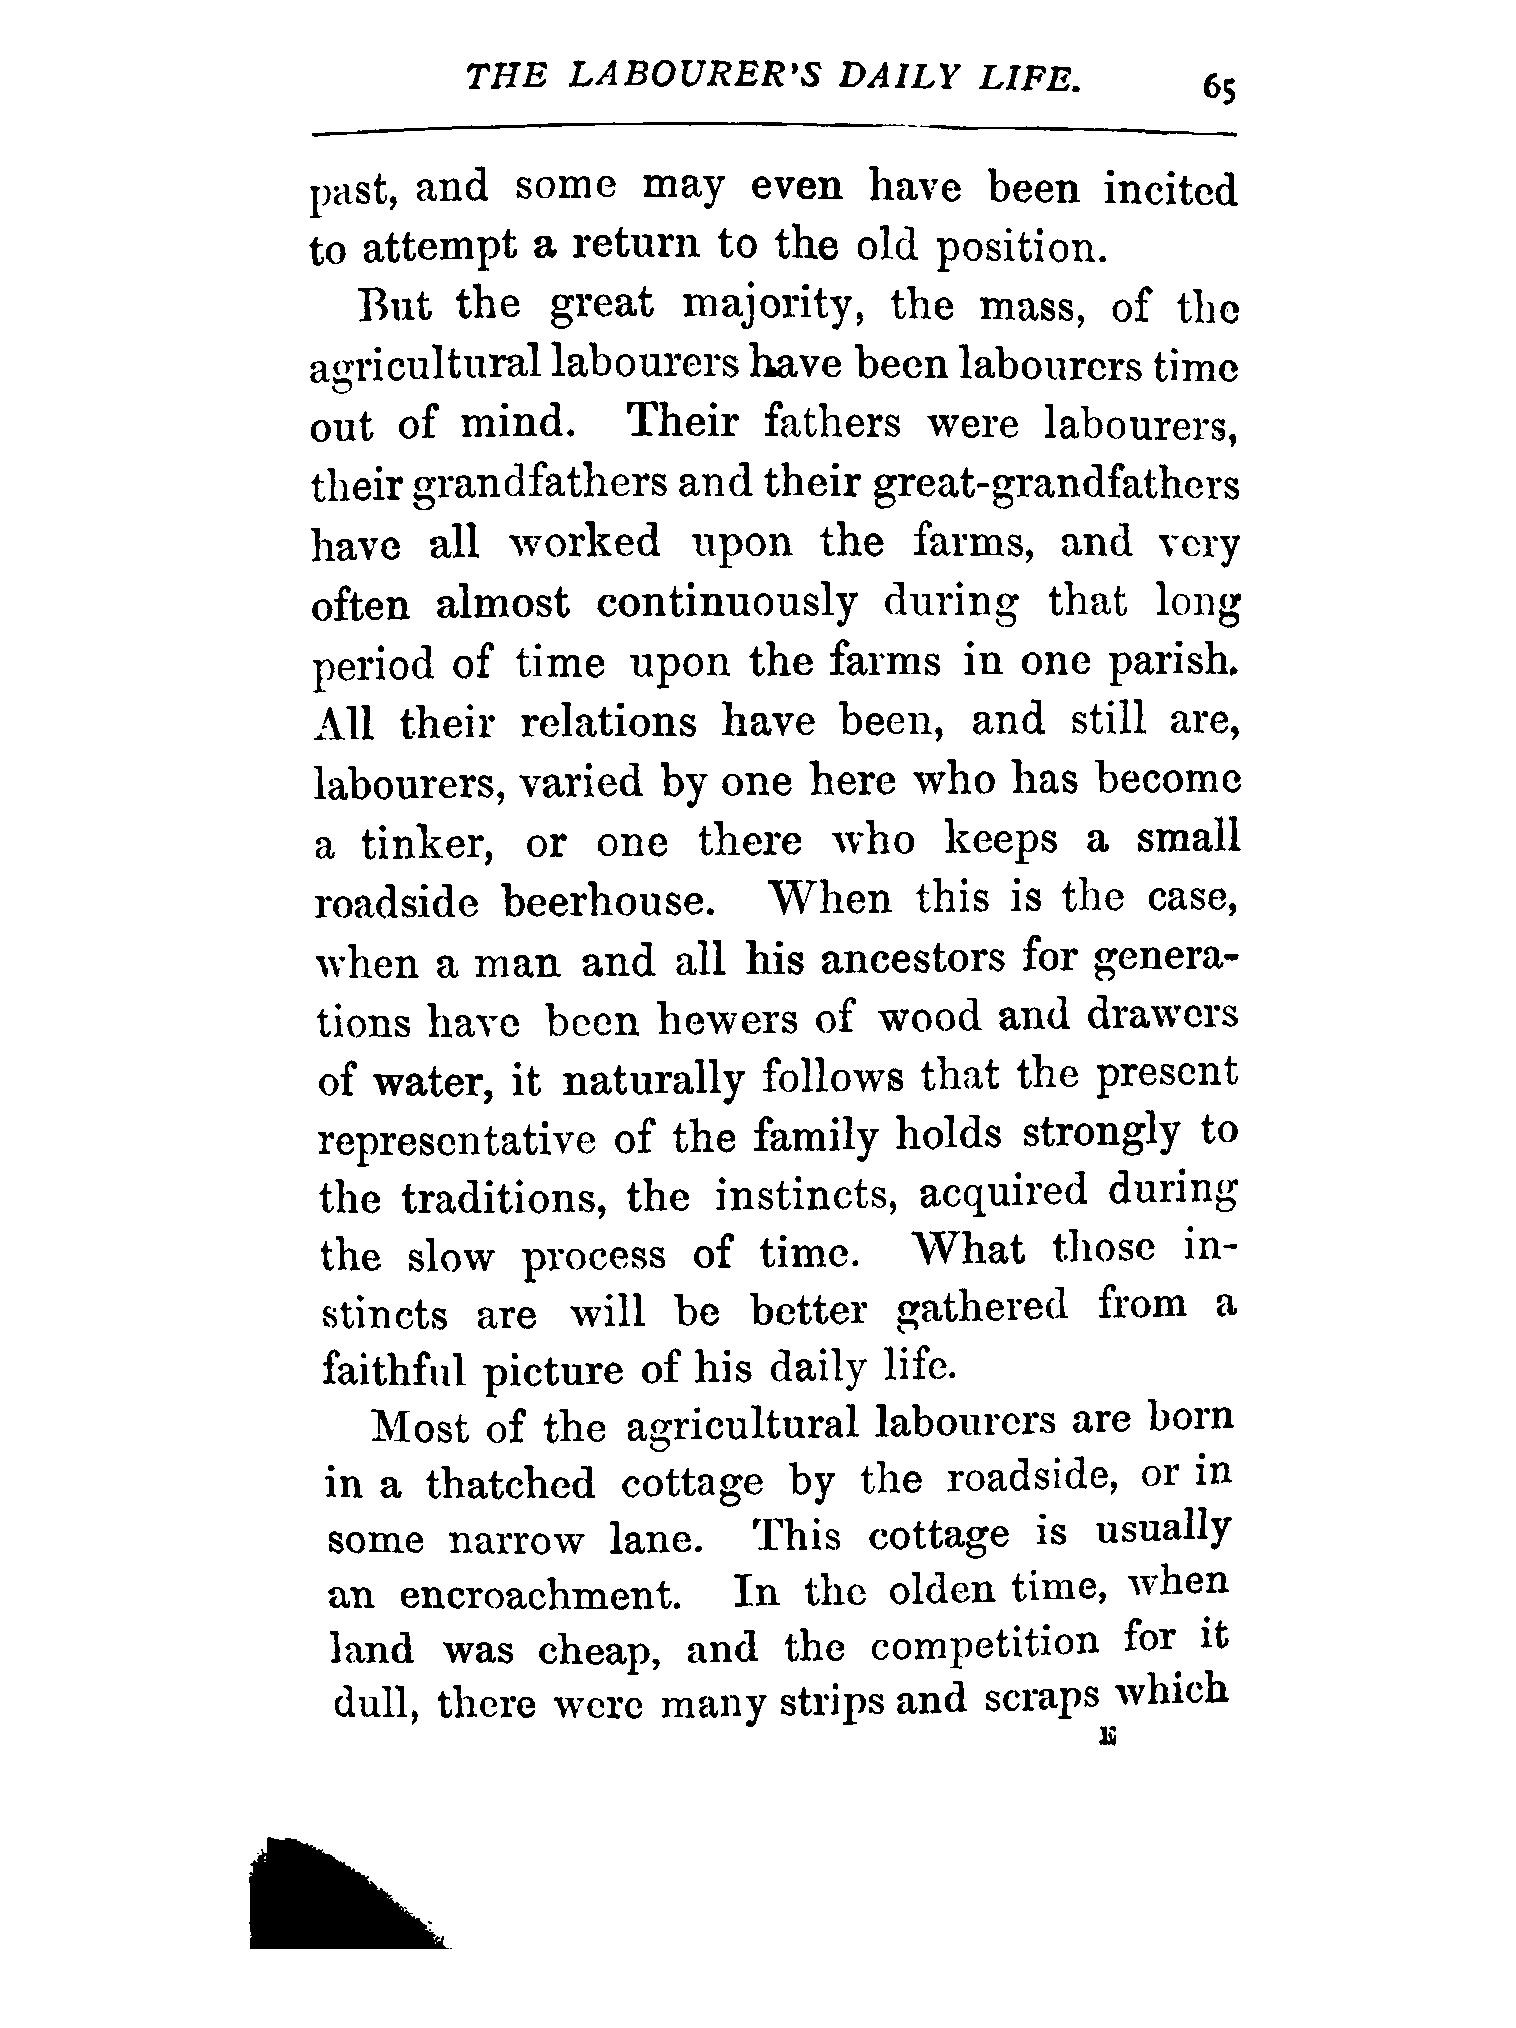 THE LABOURER'S DAILY LIFE. 65
past, and some may even have been incited
to attempt a return to the old position.
But the great majority, the mass, of the
agricultural labourers have been labourers time
out of mind. Their fathers were labourers,
their grandfathers and their great-grandfathers
have all worked upon the farms, and very
often almost continuously during that long
period of time upon the farms in one parish.
All their relations have been, and still are,
labourers, varied by one here who has become
a tinker, or one there who keeps a small
roadside beerhouse. When this is the case,
when a man and all his ancestors for genera-
tions have been hewers of wood and drawers
of water, it naturally follows that the present
representative of the family holds strongly to
the traditions, the instincts, acquired during
the slow process of time. What those in-
stincts are will be better gathered from a
faithful picture of his daily life.
Most of the agricultural labourers are born
in a thatched cottage by the roadside, or in
some narrow lane. This cottage is usually
an encroachment. In the olden time, when
land was cheap, and the competition for it
dull, there were many strips and scraps which
E